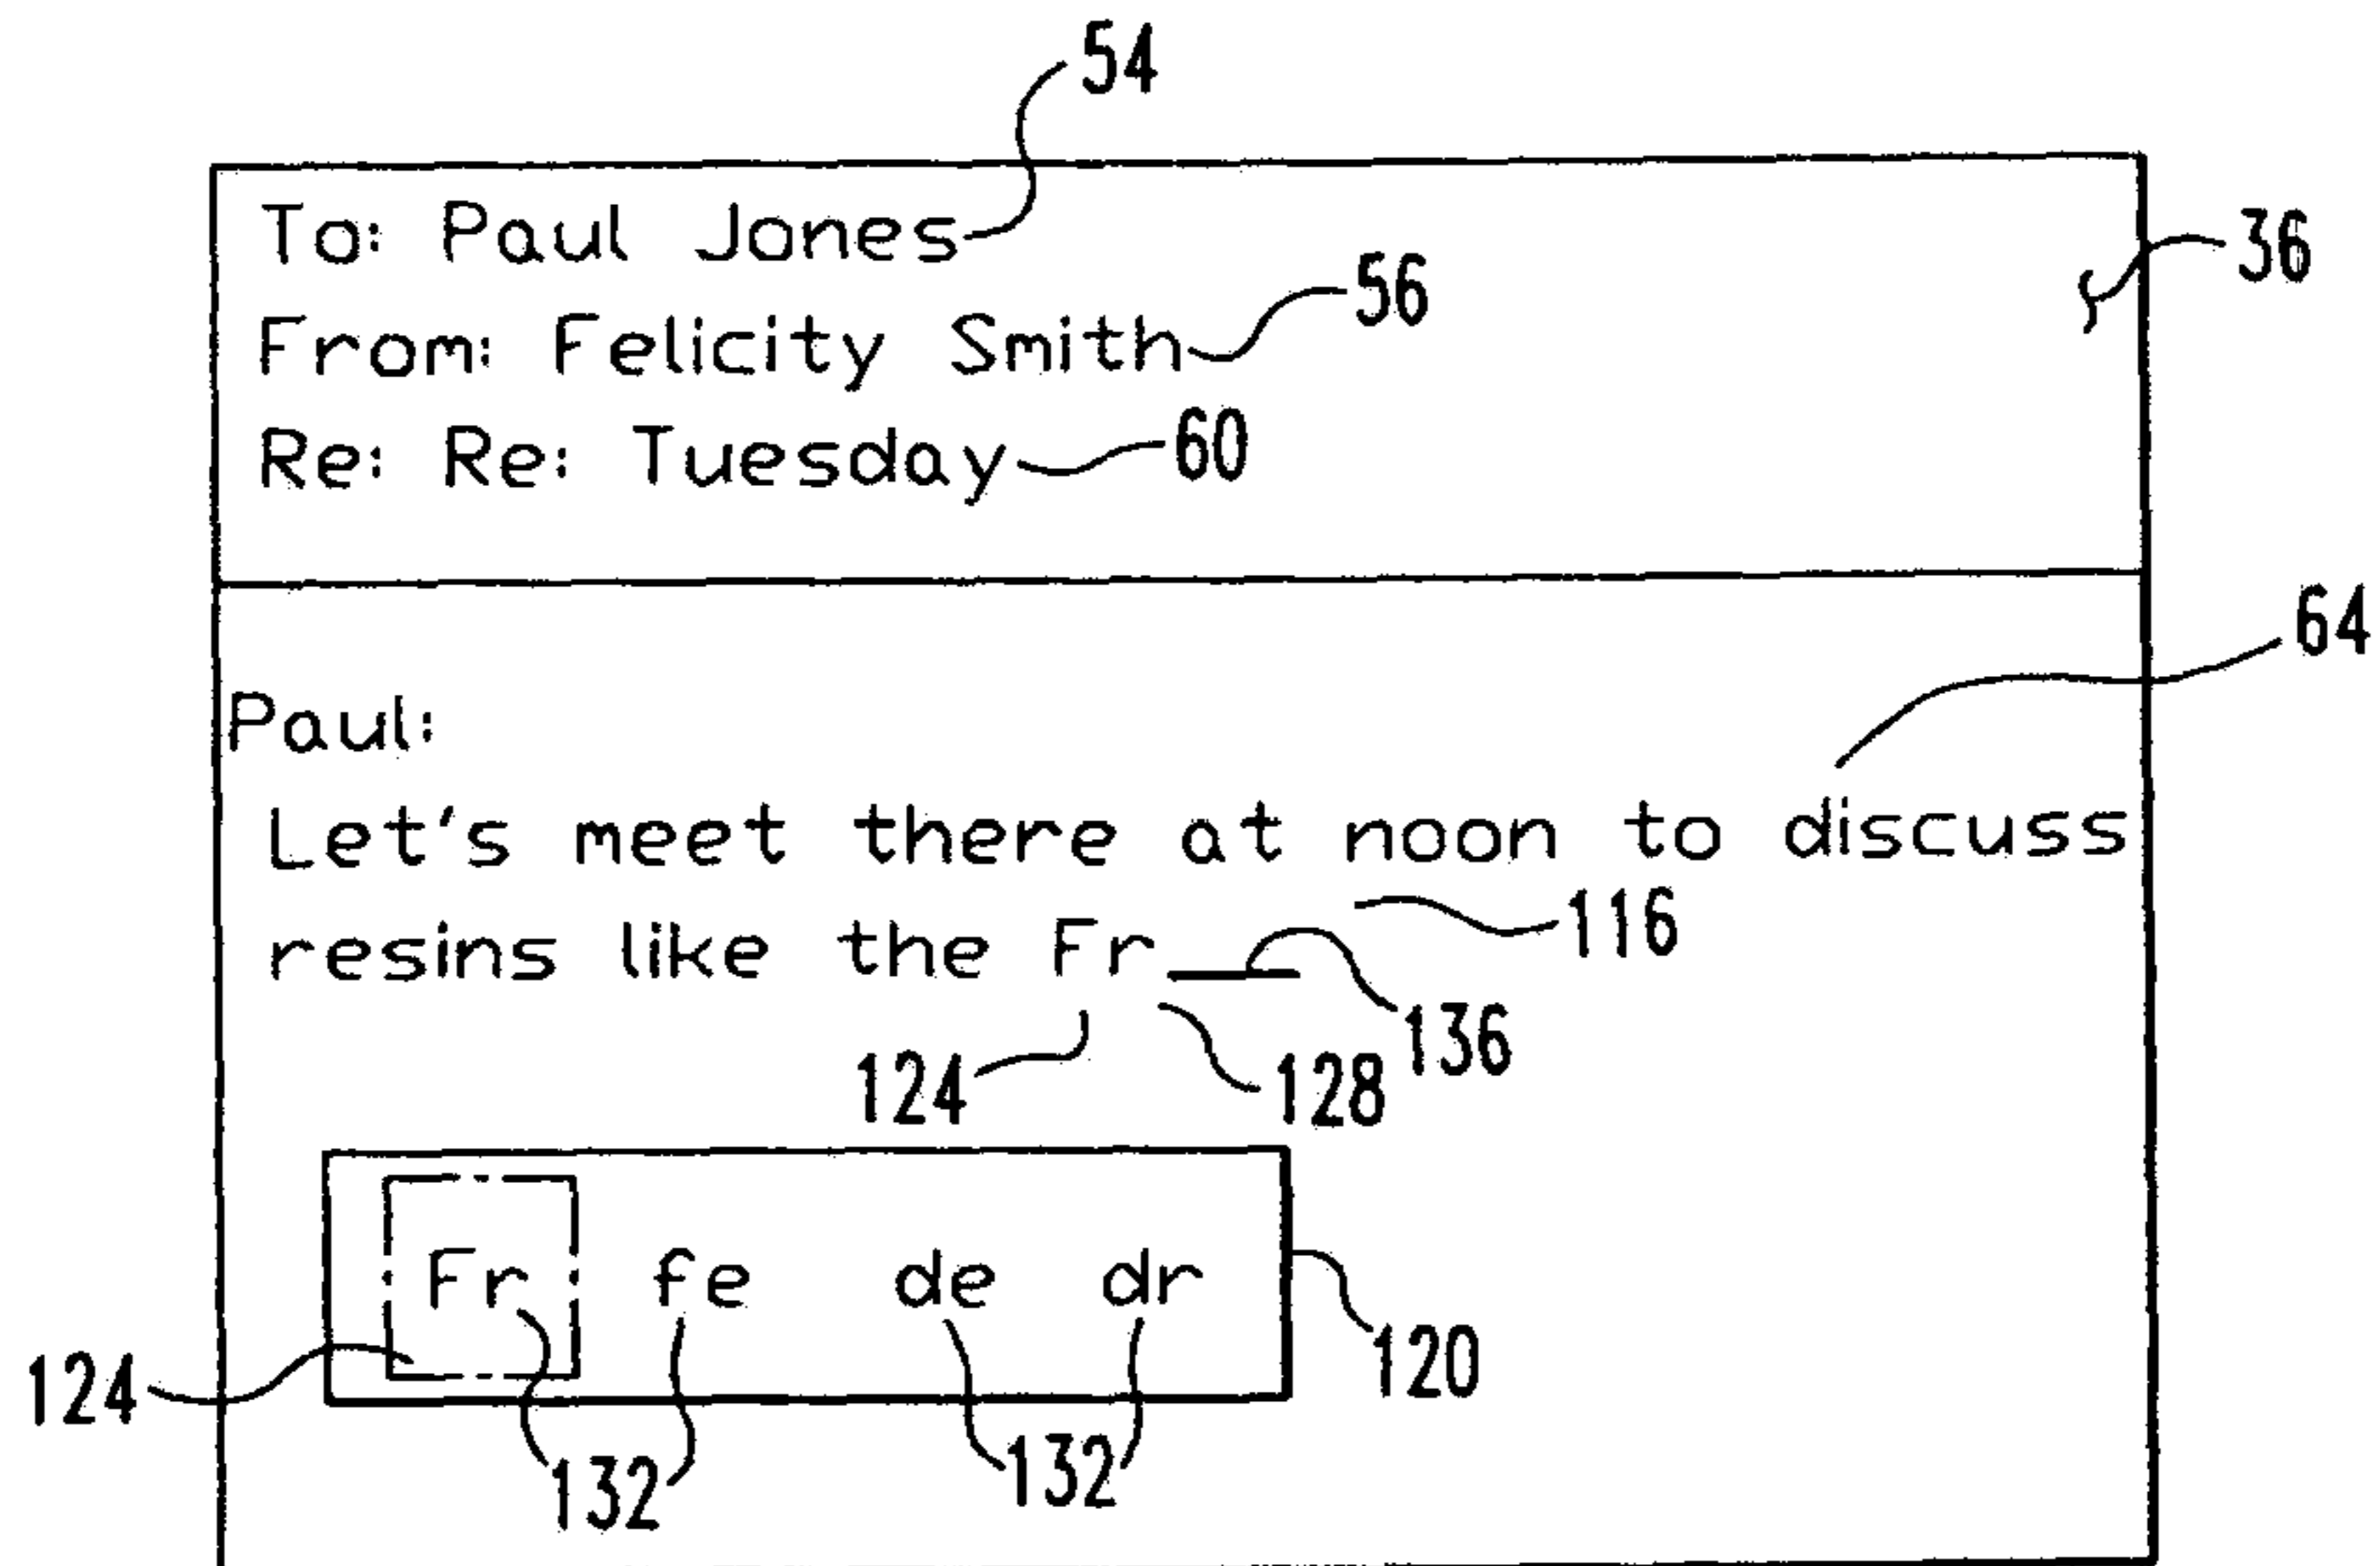 54
To: Paul Jones
36
From: Felicity Smith
56
Re: Re: Tuesday
60
64
Paul:
Let's meet there at noon to discuss
116
resins like the Fr
136
124 128
Fr fe de dr
120
124
132 132